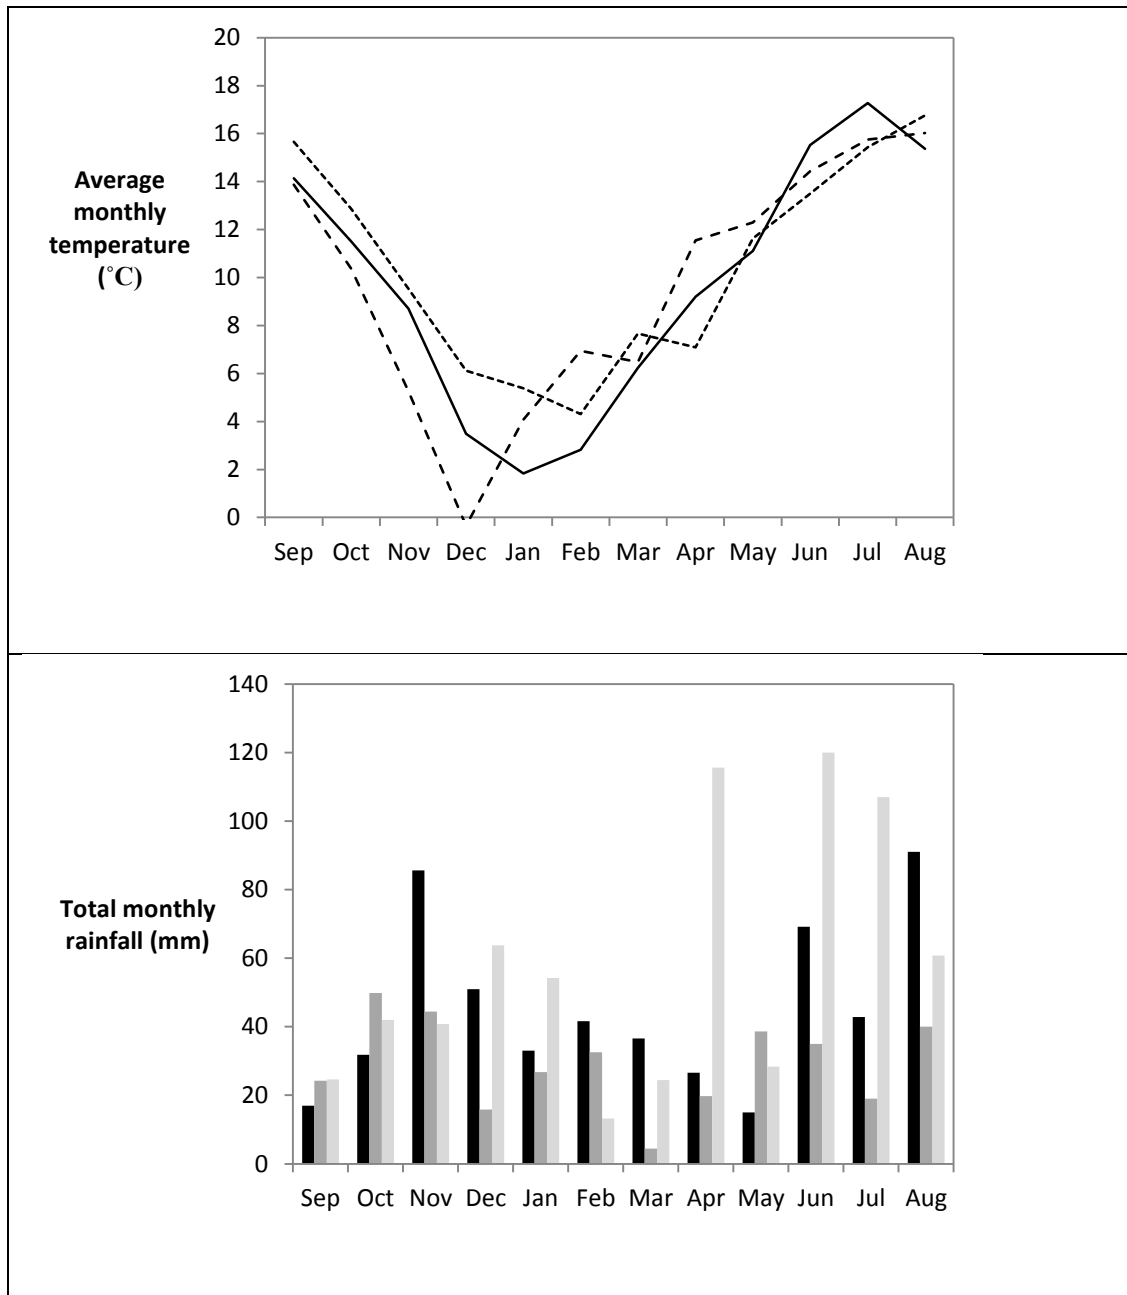 20
18
16
14
12
10
8
6
4
2
0
Average
monthly
temperature
(˚C)
Sep Oct Nov Dec Jan Feb Mar Apr May Jun Jul Aug
140
120
100
80
60
40
20
0
Total monthly
rainfall (mm)
Sep Oct Nov Dec Jan Feb Mar Apr May Jun Jul Aug